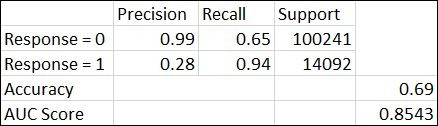 Precision Recall Support
Response = 0 0.99 0.65 100241
Response = 1 0.28 0.94 14092
Accuracy 0.69
AUC Score 0.8543